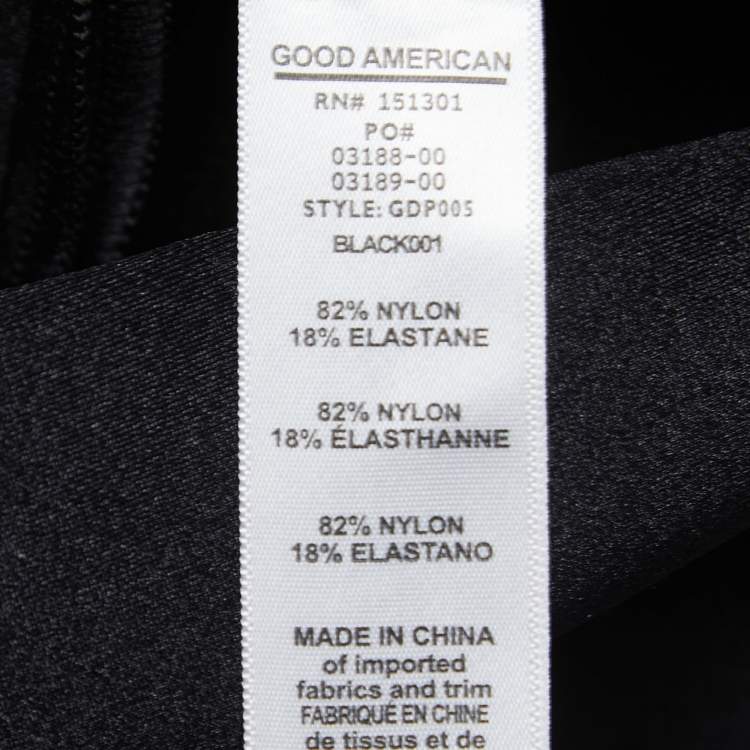 GOOD AMERICAN
RN# 151301
PO#
03188-00
03189-00
STYLE: GDP005
BLACK001
82% NYLON
18% ELASTANE
82% NYLON
18% ÉLASTHANNE
82% NYLON
18% ELASTANO
MADE IN CHINA
of imported
fabrics and trim
FABRIQUÉ EN CHINE
de tissus et de